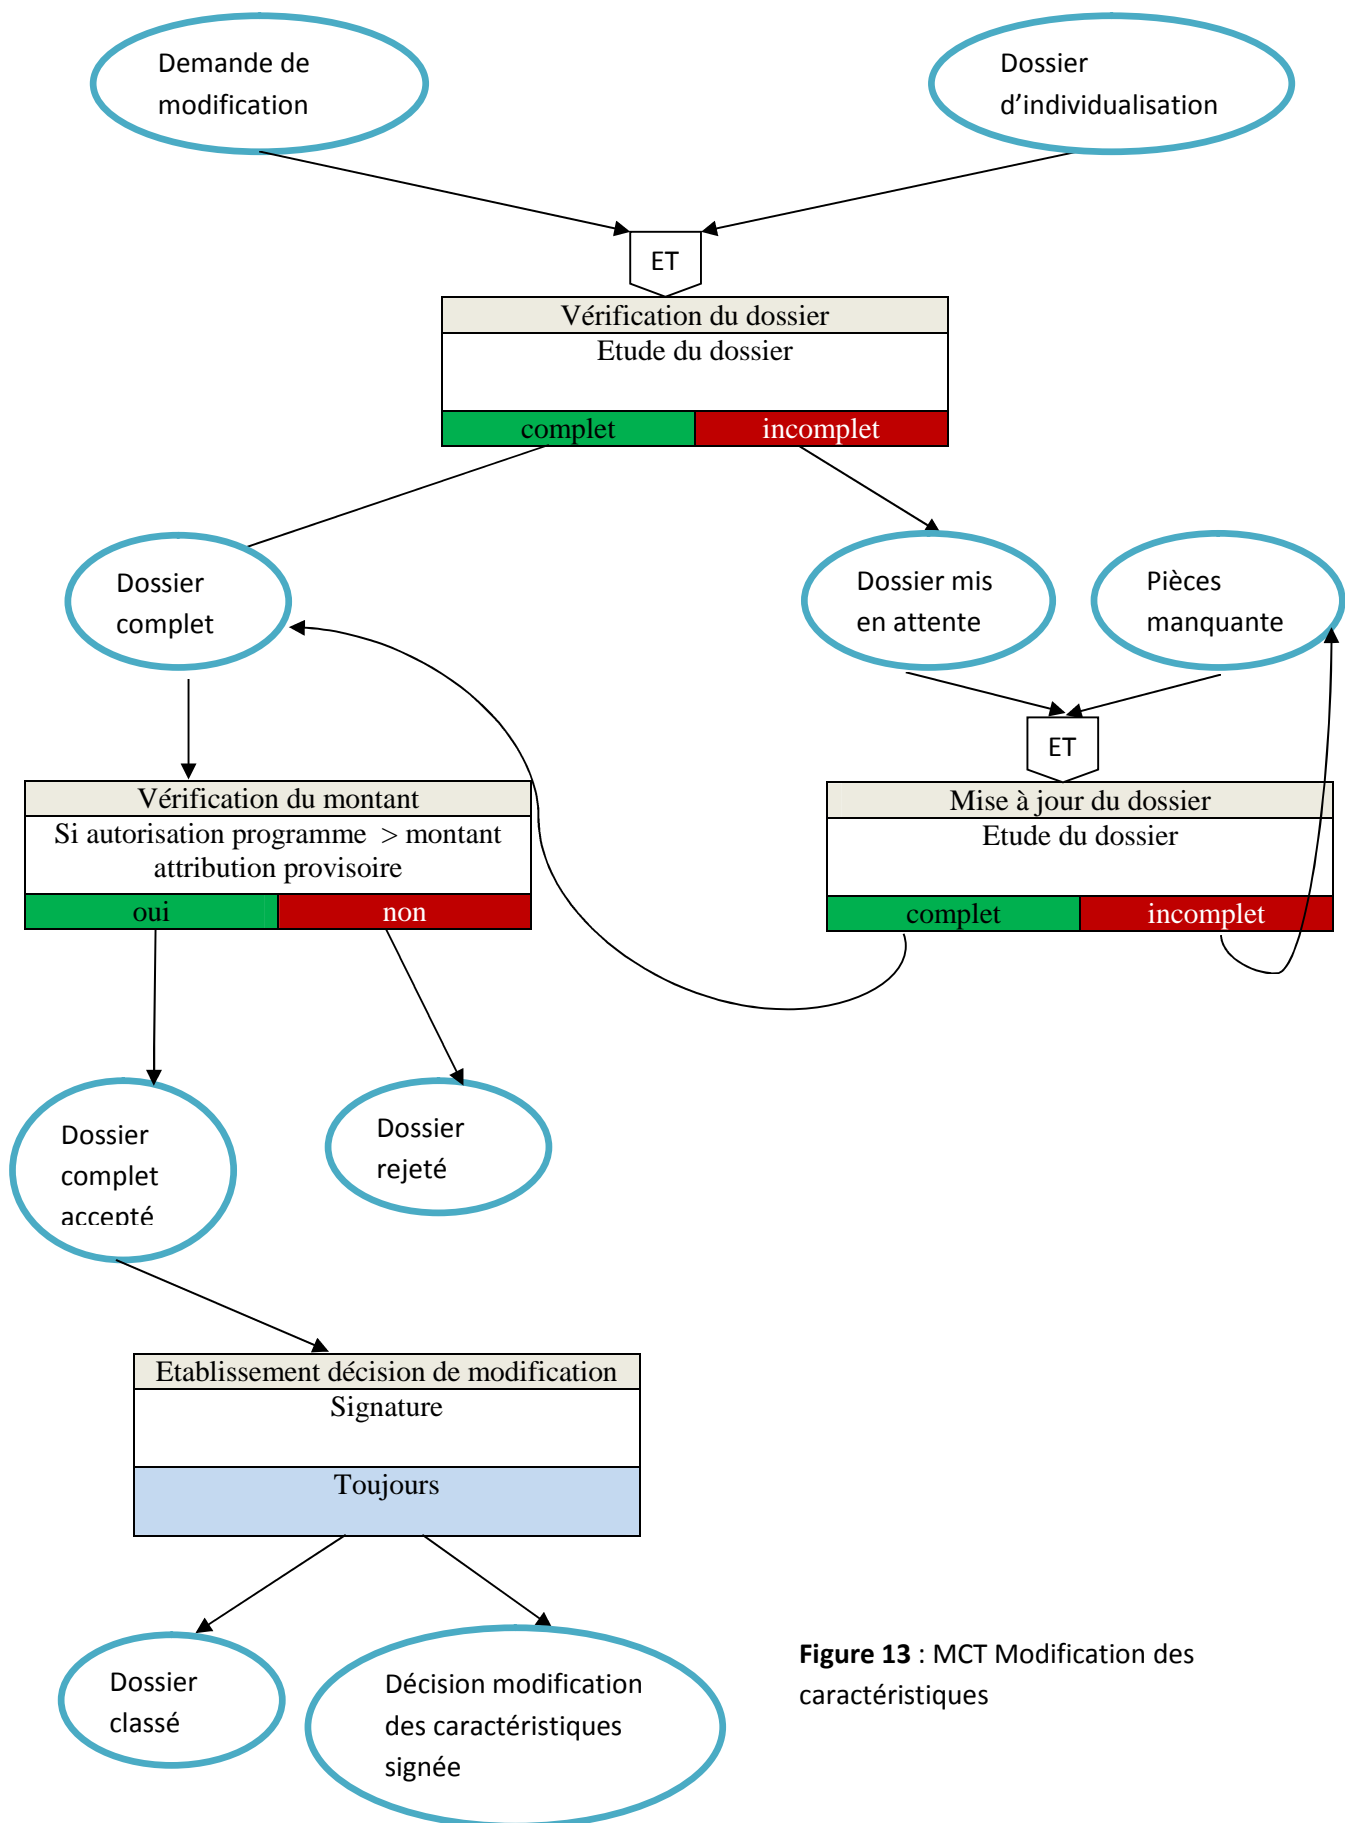 Demande de
modification
Dossier
d’individualisation
ET
Vérification du dossier
Etude du dossier
complet
incomplet
Dossier
complet
Dossier mis
en attente
Pièces
manquante
ET
Vérification du montant
Si autorisation programme > montant
attribution provisoire
oui
non
Mise à jour du dossier
Etude du dossier
complet
incomplet
Dossier
complet
accepté
Dossier
rejeté
Etablissement décision de modification
Signature
Toujours
Dossier
classé
Décision modification
des caractéristiques
signée
Figure 13 : MCT Modification des
caractéristiques